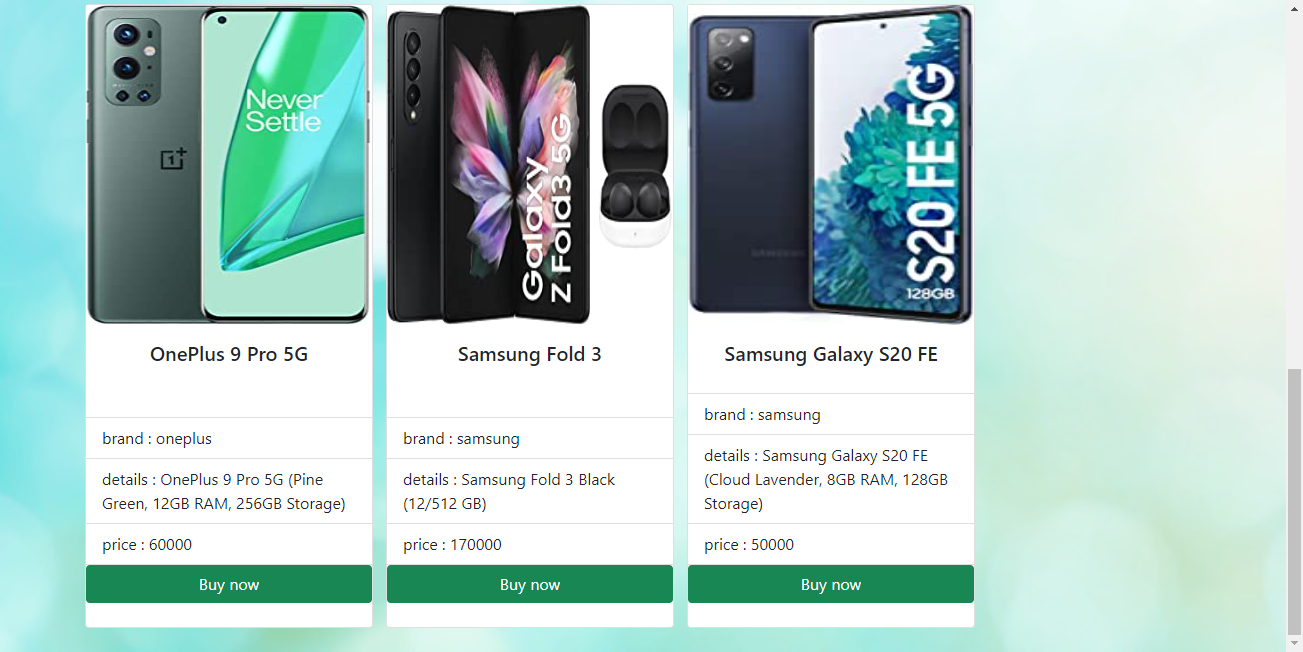 Never
Settle
1+
Galaxy
Z Fold3 5G
S20 FE 5G
128GB
SAMSUNG
OnePlus 9 Pro 5G
brand : oneplus
details : OnePlus 9 Pro 5G (Pine
Green, 12GB RAM, 256GB Storage)
price : 60000
Buy now
Samsung Fold 3
brand : samsung
details : Samsung Fold 3 Black
(12/512 GB)
price : 170000
Buy now
Samsung Galaxy S20 FE
brand : samsung
details : Samsung Galaxy S20 FE
(Cloud Lavender, 8GB RAM, 128GB
Storage)
price : 50000
Buy now